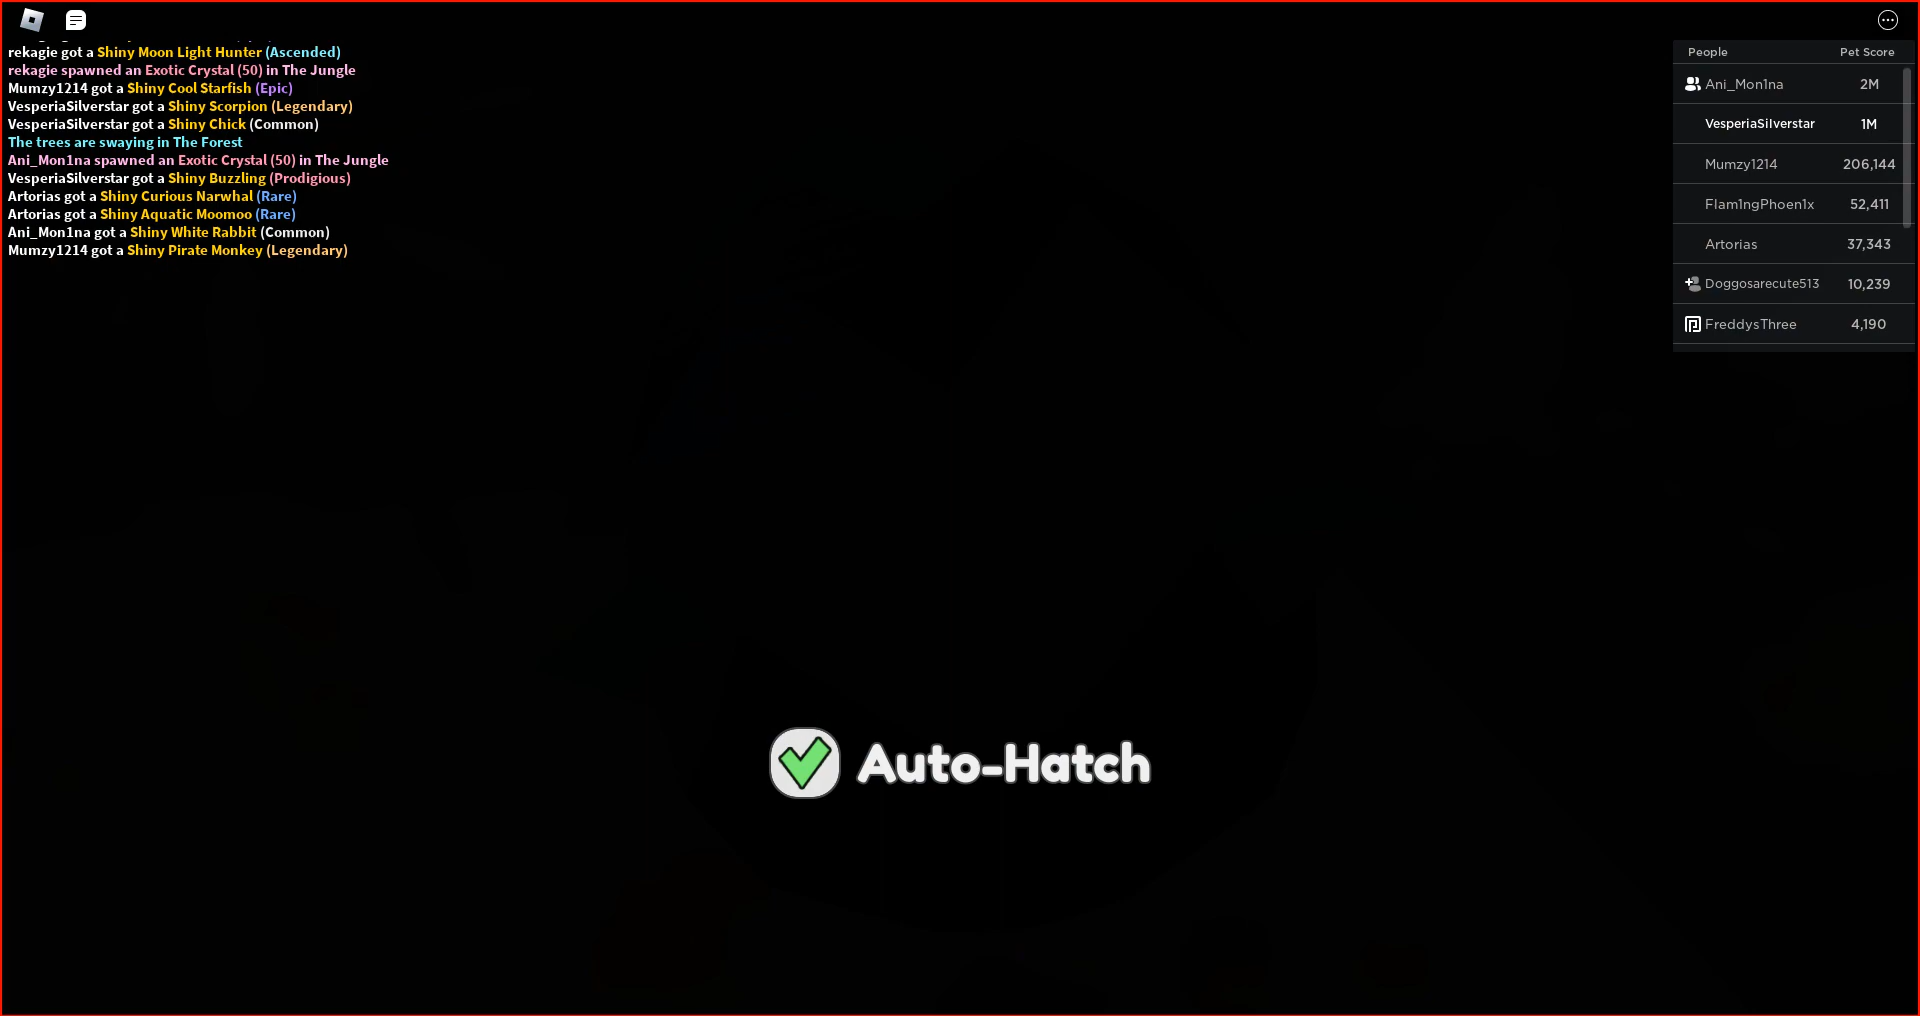 rekagie got a Shiny Moon Light Hunter (Ascended)
rekagie spawned an Exotic Crystal (50) in The Jungle
Mumzy1214 got a Shiny Cool Starfish (Epic)
VesperiaSilverstar got a Shiny Scorpion (Legendary)
VesperiaSilverstar got a Shiny Chick (Common)
The trees are swaying in The Forest
Ani_Mon1na spawned an Exotic Crystal (50) in The Jungle
VesperiaSilverstar got a Shiny Buzzling (Prodigious)
Artorias got a Shiny Curious Narwhal (Rare)
Artorias got a Shiny Aquatic Moomoo (Rare)
Ani_Mon1na got a Shiny White Rabbit (Common)
Mumzy1214 got a Shiny Pirate Monkey (Legendary)
People Pet Score
Ani_Mon1na 2M
VesperiaSilverstar 1M
Mumzy1214 206,144
Flam1ngPhoen1x 52,411
Artorias 37,343
Doggosarecute513 10,239
FreddysThree 4,190
Auto-Hatch